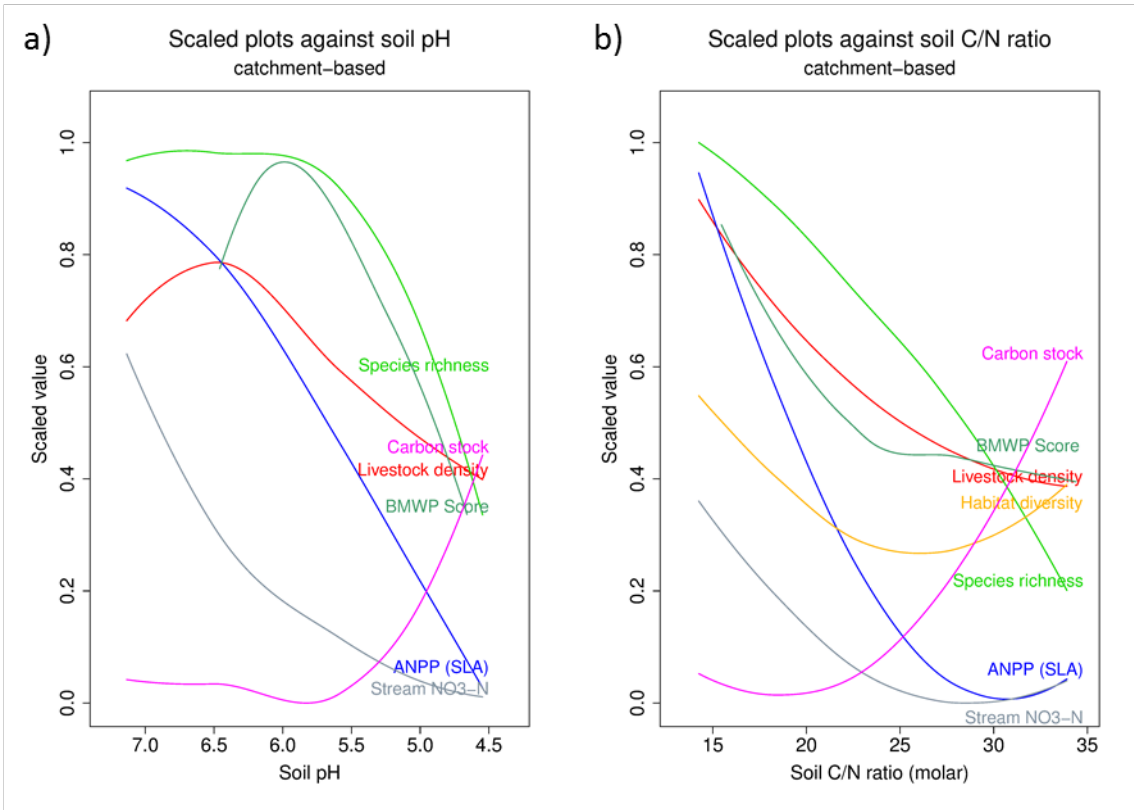 a)
Scaled plots against soil pH
catchment−based
Scaled value
1.0
0.8
0.6
0.4
0.2
0.0
Species richness
Carbon stock
Livestock density
BMWP Score
ANPP (SLA)
Stream NO3−N
7.0 6.5 6.0 5.5 5.0 4.5
Soil pH
b)
Scaled plots against soil C/N ratio
catchment−based
Scaled value
1.0
0.8
0.6
0.4
0.2
0.0
Carbon stock
BMWP Score
Livestock density
Habitat diversity
Species richness
ANPP (SLA)
Stream NO3−N
15 20 25 30 35
Soil C/N ratio (molar)